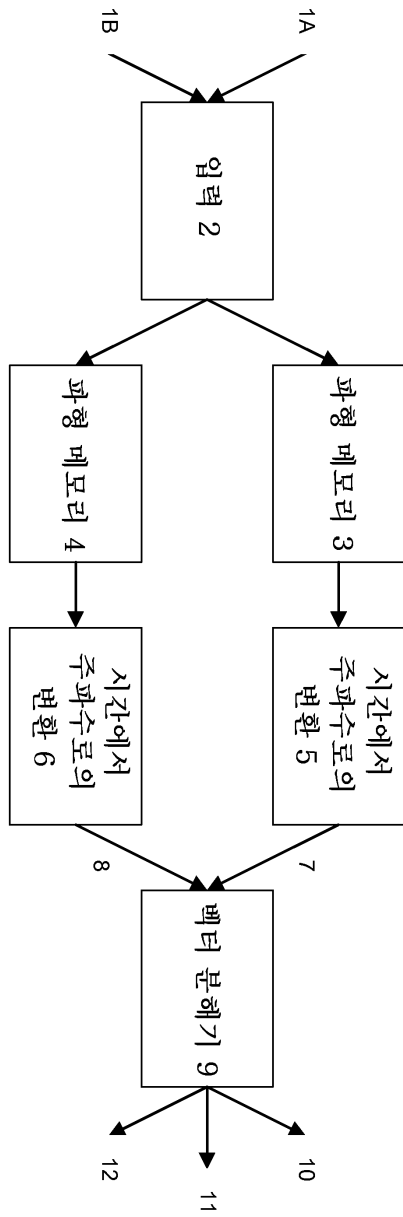 1A
1B
입력 2
파형 메모리 3
파형 메모리 4
시간에서
주파수로의
변환 5
시간에서
주파수로의
변환 6
7
8
벡터 분해기 9
10
11
12